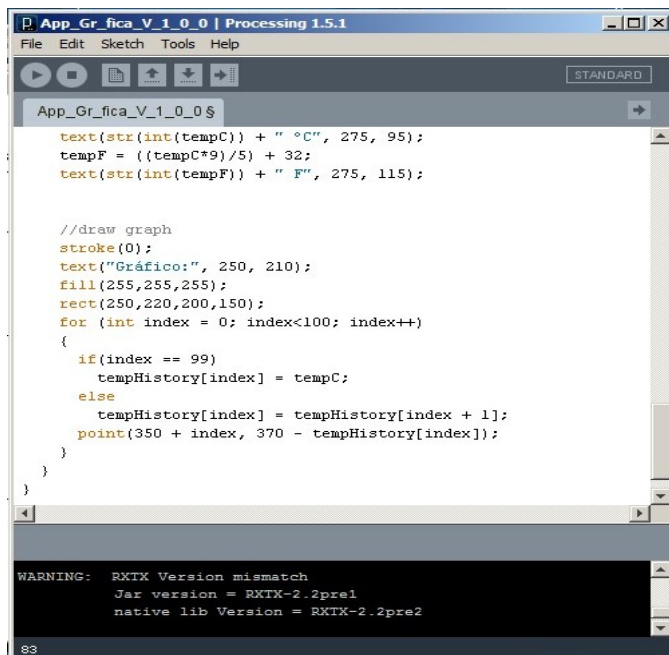 App_Gr_fica_V_1_0_0 | Processing 1.5.1
File Edit Sketch Tools Help
STANDARD
App_Gr_fica_V_1_0_0 §
text(str(int(tempC)) + " °C", 275, 95);
tempF = ((tempC*9)/5) + 32;
text(str(int(tempF)) + " F", 275, 115);
//draw graph
stroke(0);
text("Gráfico:", 250, 210);
fill(255,255,255);
rect(250,220,200,150);
for (int index = 0; index<100; index++)
{
if(index == 99)
tempHistory[index] = tempC;
else
tempHistory[index] = tempHistory[index + 1];
point(350 + index, 370 - tempHistory[index]);
}
}
}
WARNING: RXTX Version mismatch
Jar version = RXTX-2.2pre1
native lib Version = RXTX-2.2pre2
83